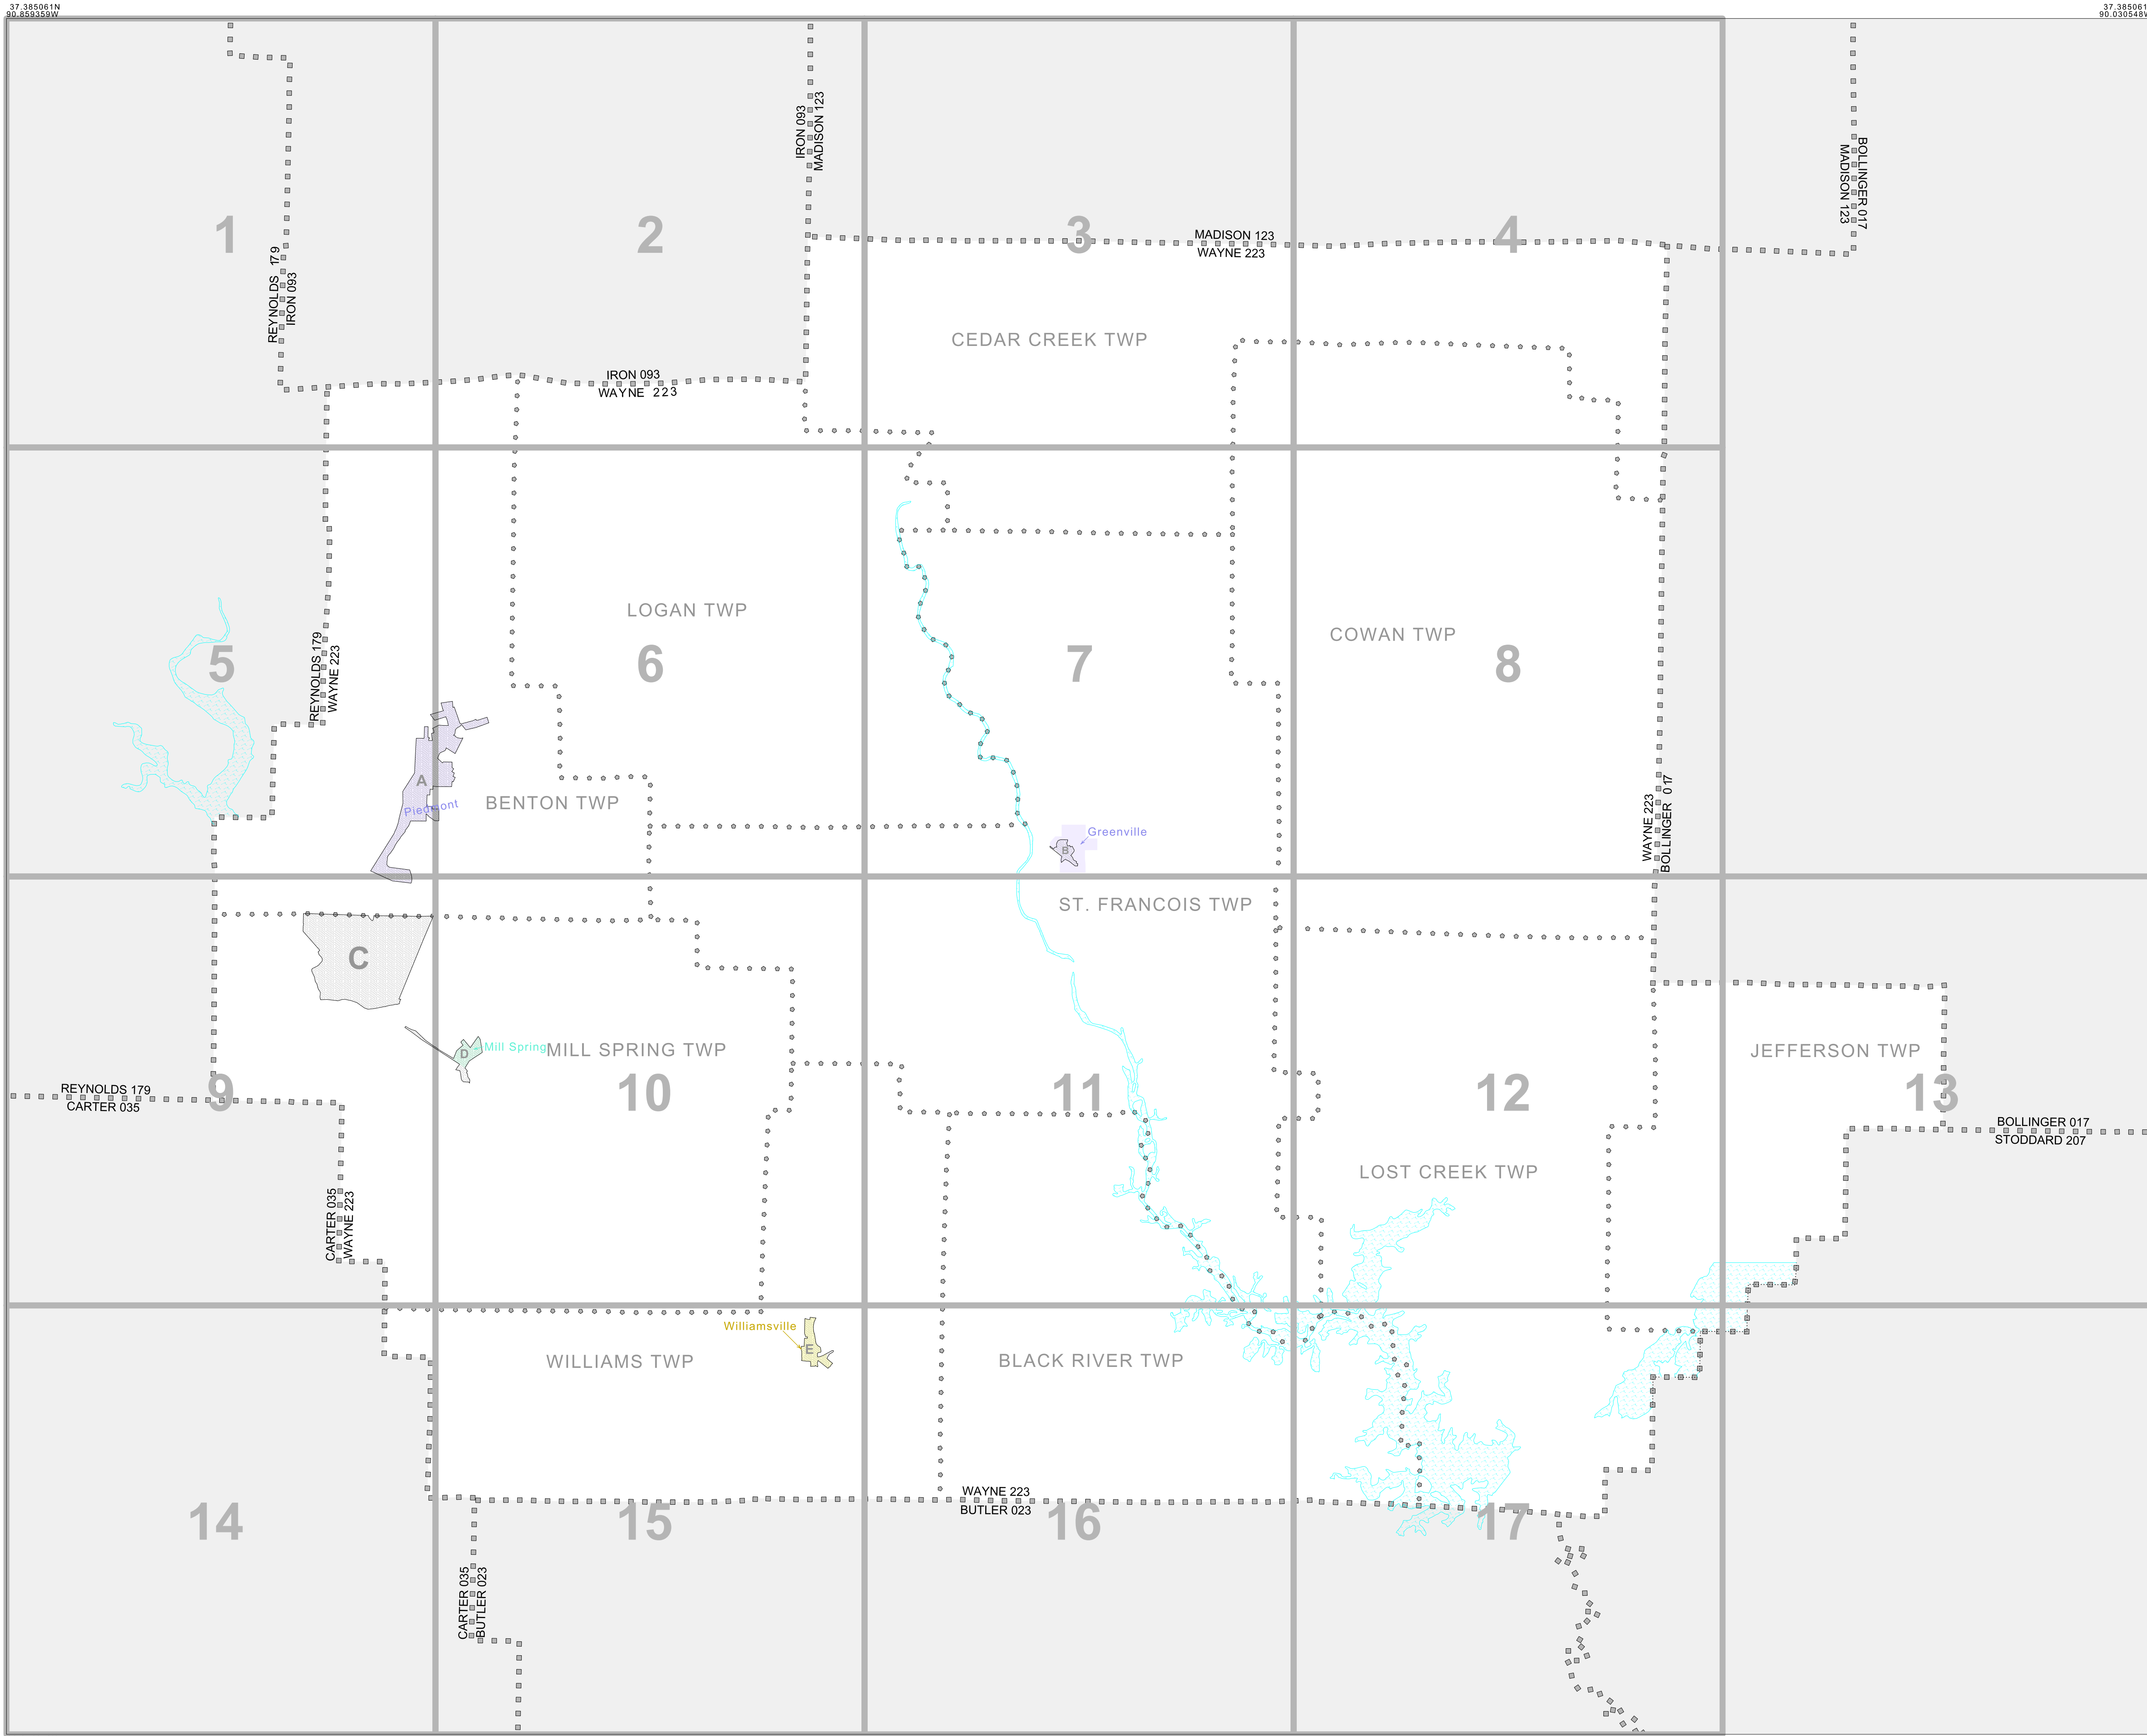 37.385061N
90.859359W
37.385061
90.030548W
IRON 093
MADISON 123
MADISON 123
BOLLINGER 017
1
2
3
4
MADISON 123
WAYNE 223
REYNOLDS 179
IRON 093
CEDAR CREEK TWP
IRON 093
WAYNE 223
LOGAN TWP
COWAN TWP
5
6
7
8
REYNOLDS 179
WAYNE 223
A
Piedmont
BENTON TWP
WAYNE 223
BOLLINGER 017
Greenville
B
ST. FRANCOIS TWP
C
D
Mill Spring
MILL SPRING TWP
JEFFERSON TWP
9
10
11
12
13
REYNOLDS 179
CARTER 035
BOLLINGER 017
STODDARD 207
LOST CREEK TWP
CARTER 035
WAYNE 223
Williamsville
E
WILLIAMS TWP
BLACK RIVER TWP
WAYNE 223
BUTLER 023
14
15
16
17
CARTER 035
BUTLER 023